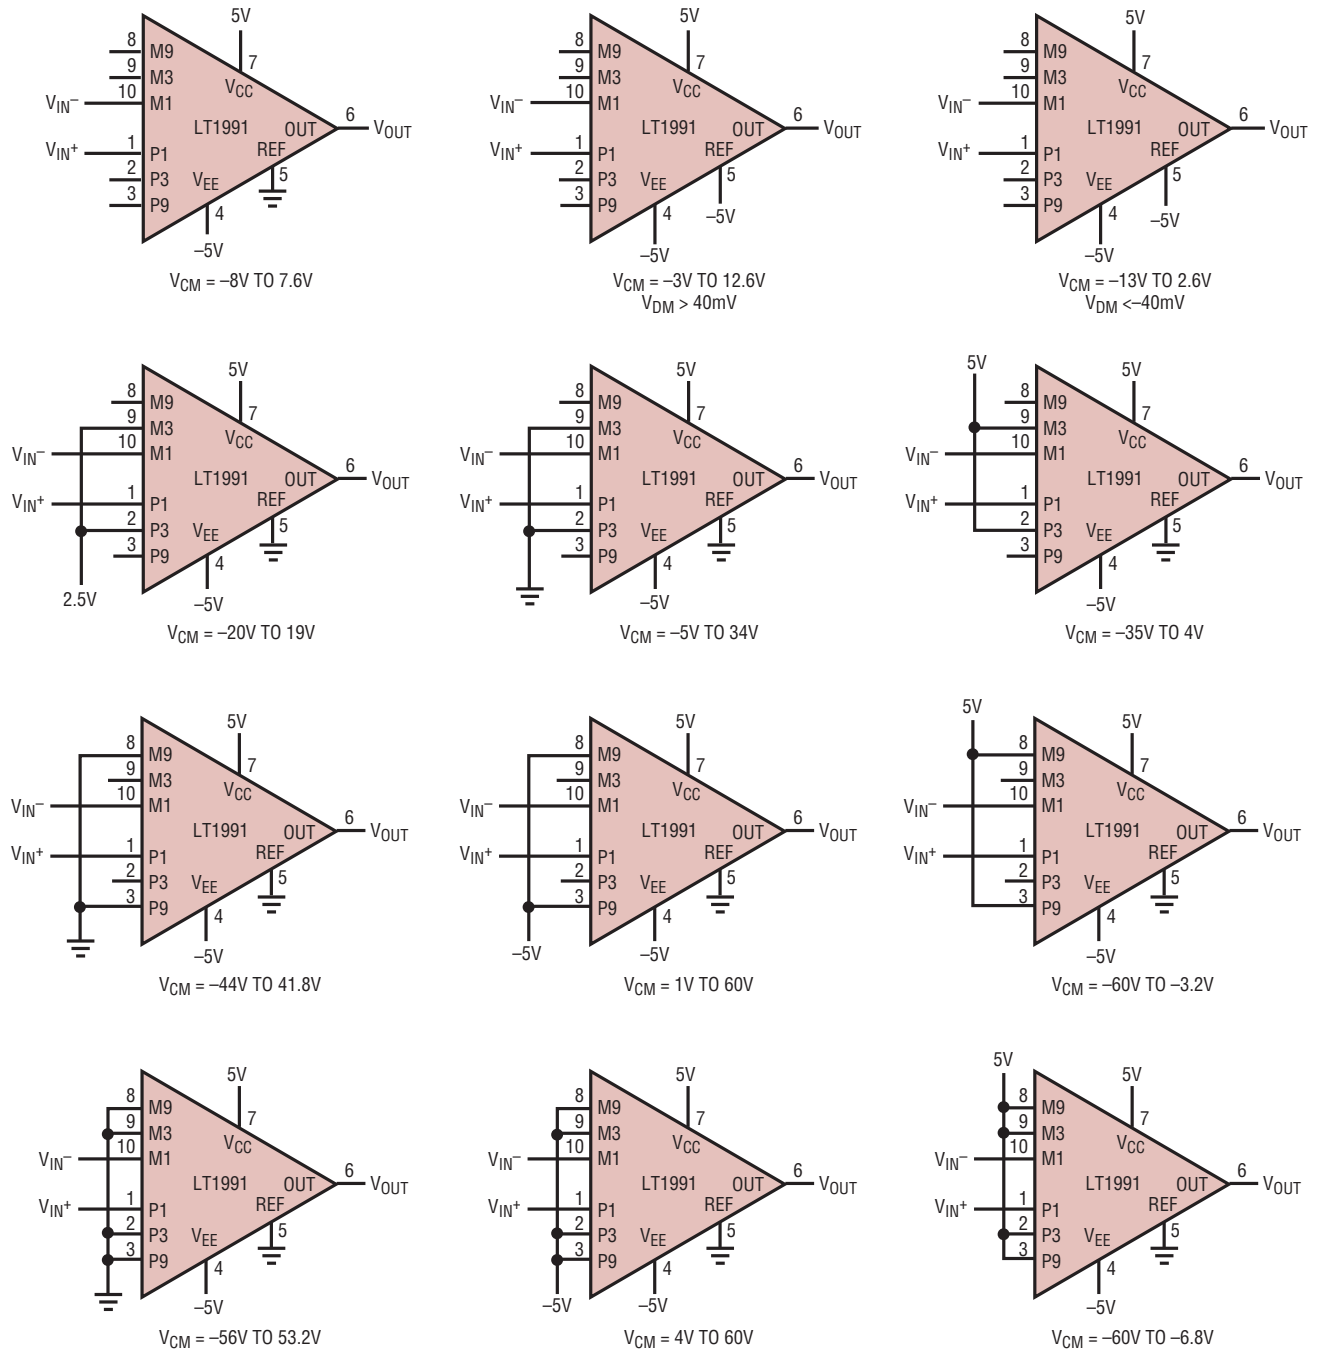 5V
8 M9
7
9 M3
VCC
VIN– 10 M1
LT1991 OUT 6 VOUT
VIN+ 1 P1 REF
2 P3 VEE 5
3 P9 4
–5V
VCM = –8V TO 7.6V
5V
8 M9
7
9 M3
VCC
VIN– 10 M1
LT1991 OUT 6 VOUT
VIN+ 1 P1 REF
2 P3 VEE 5
3 P9 4
–5V
–5V
VCM = –3V TO 12.6V
VDM > 40mV
5V
8 M9
7
9 M3
VCC
VIN– 10 M1
LT1991 OUT 6 VOUT
VIN+ 1 P1 REF
2 P3 VEE 5
3 P9 4
–5V
–5V
VCM = –13V TO 2.6V
VDM <–40mV
5V
8 M9
7
9 M3
VCC
VIN– 10 M1
LT1991 OUT 6 VOUT
VIN+ 1 P1 REF
2 P3 VEE 5
3 P9 4
2.5V
–5V
VCM = –20V TO 19V
5V
8 M9
7
9 M3
VCC
VIN– 10 M1
LT1991 OUT 6 VOUT
VIN+ 1 P1 REF
2 P3 VEE 5
3 P9 4
–5V
VCM = –5V TO 34V
5V
5V
8 M9
7
9 M3
VCC
VIN– 10 M1
LT1991 OUT 6 VOUT
VIN+ 1 P1 REF
2 P3 VEE 5
3 P9 4
–5V
VCM = –35V TO 4V
5V
8 M9
7
9 M3
VCC
VIN– 10 M1
LT1991 OUT 6 VOUT
VIN+ 1 P1 REF
2 P3 VEE 5
3 P9 4
–5V
VCM = –44V TO 41.8V
5V
8 M9
7
9 M3
VCC
VIN– 10 M1
LT1991 OUT 6 VOUT
VIN+ 1 P1 REF
2 P3 VEE 5
3 P9 4
–5V
–5V
VCM = 1V TO 60V
5V
5V
8 M9
7
9 M3
VCC
VIN– 10 M1
LT1991 OUT 6 VOUT
VIN+ 1 P1 REF
2 P3 VEE 5
3 P9 4
–5V
VCM = –60V TO –3.2V
5V
8 M9
7
9 M3
VCC
VIN– 10 M1
LT1991 OUT 6 VOUT
VIN+ 1 P1 REF
2 P3 VEE 5
3 P9 4
–5V
VCM = –56V TO 53.2V
5V
8 M9
7
9 M3
VCC
VIN– 10 M1
LT1991 OUT 6 VOUT
VIN+ 1 P1 REF
2 P3 VEE 5
3 P9 4
–5V
–5V
VCM = 4V TO 60V
5V
5V
8 M9
7
9 M3
VCC
VIN– 10 M1
LT1991 OUT 6 VOUT
VIN+ 1 P1 REF
2 P3 VEE 5
3 P9 4
–5V
VCM = –60V TO –6.8V